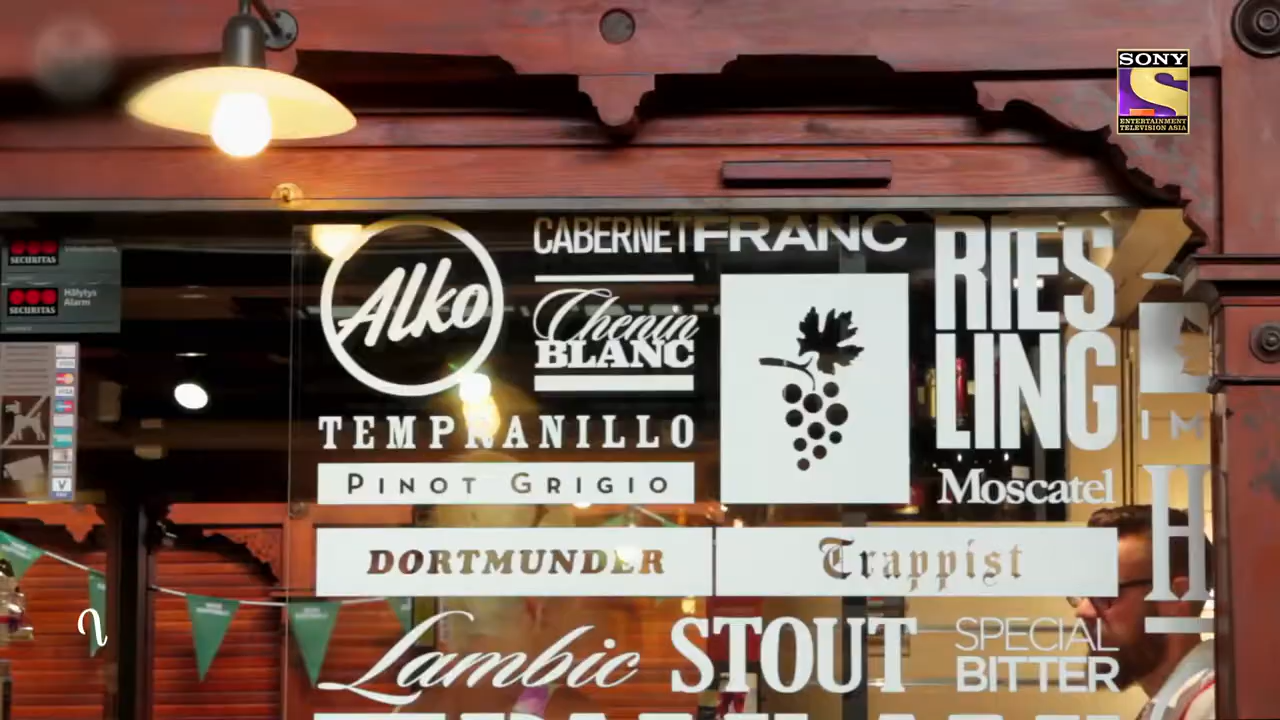 SONY
ENTERTAINMENT
TELEVISION ASIA
SECURITAS
SECURITAS
Hälytys
Alarm
Alko
CABERNET FRANC
Chenin
BLANC
RIES
LING
TEMPRANILLO
PINOT GRIGIO
Moscatel
IM
H
DORTMUNDER
Trappist
Lambic
STOUT
SPECIAL
BITTER